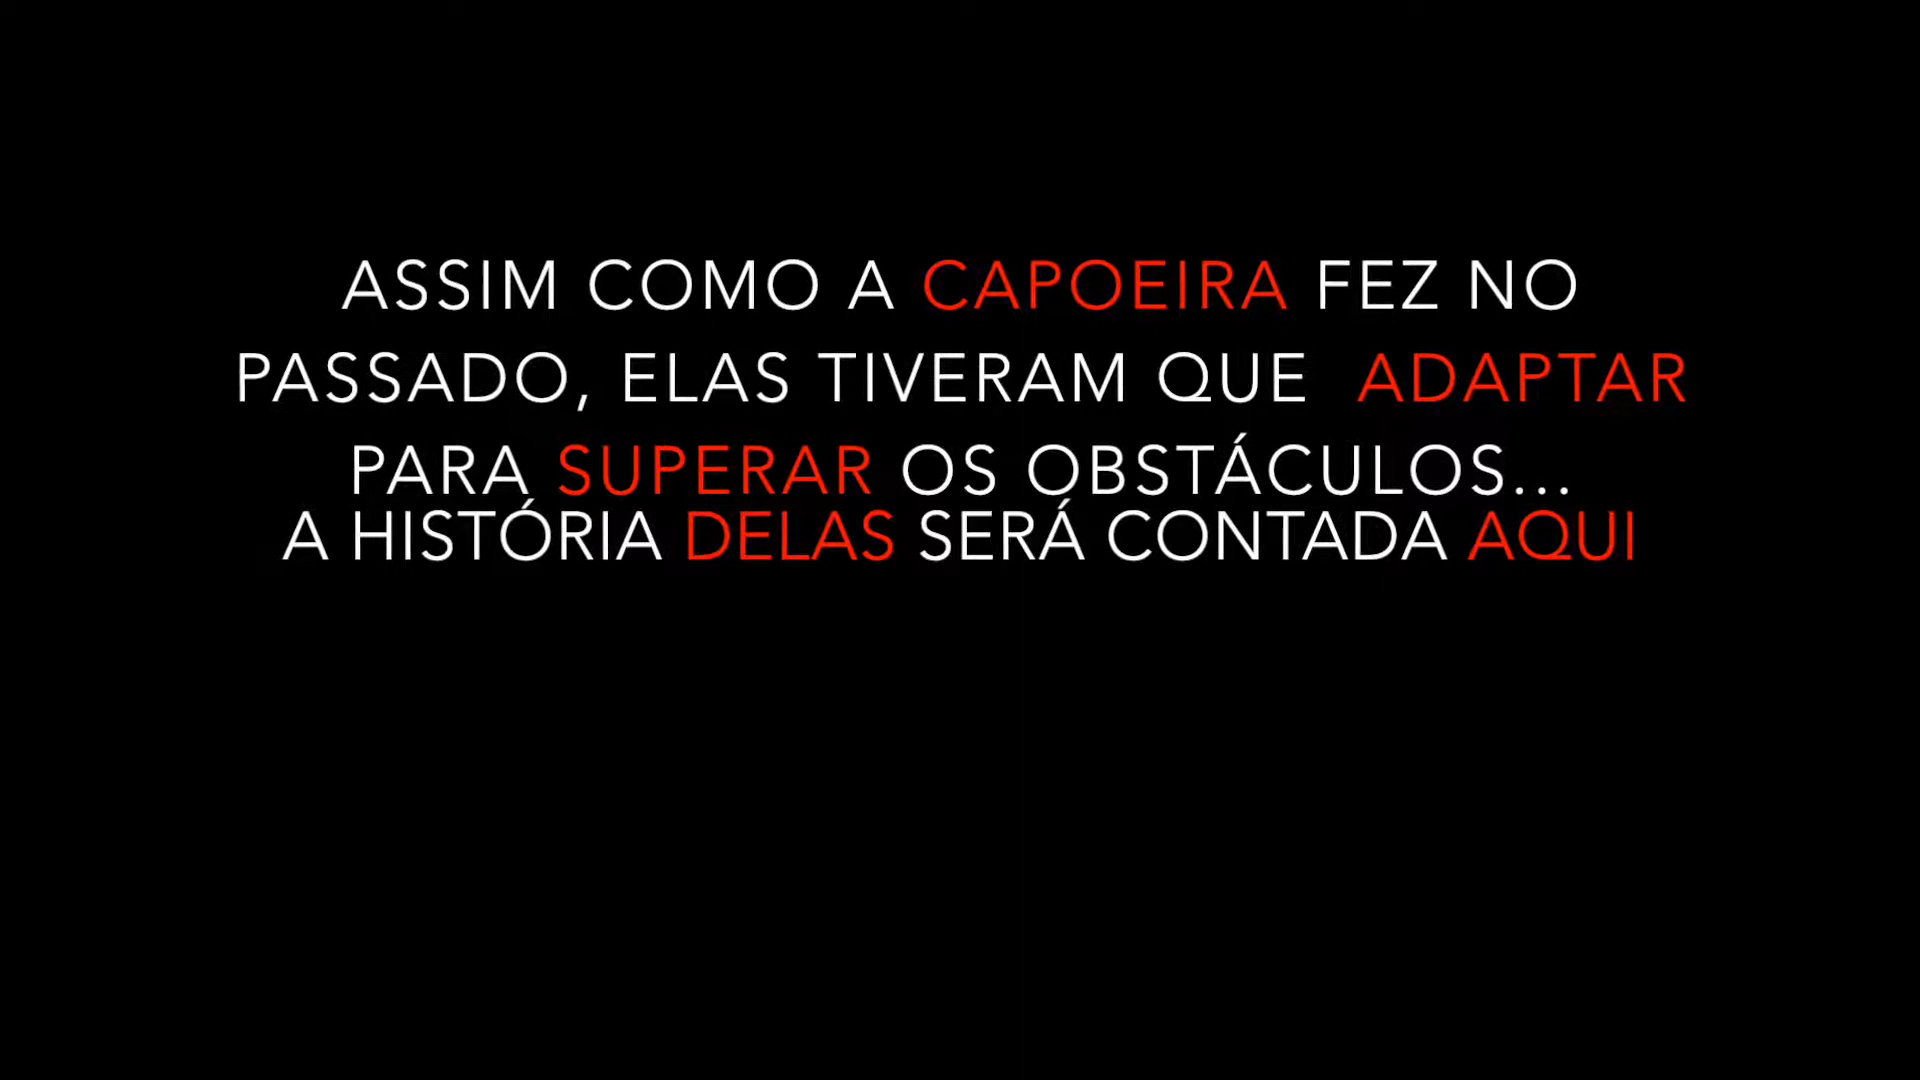 ASSIM COMO A CAPOEIRA FEZ NO
PASSADO, ELAS TIVERAM QUE ADAPTAR
PARA SUPERAR OS OBSTÁCULOS...
A HISTÓRIA DELAS SERÁ CONTADA AQUI